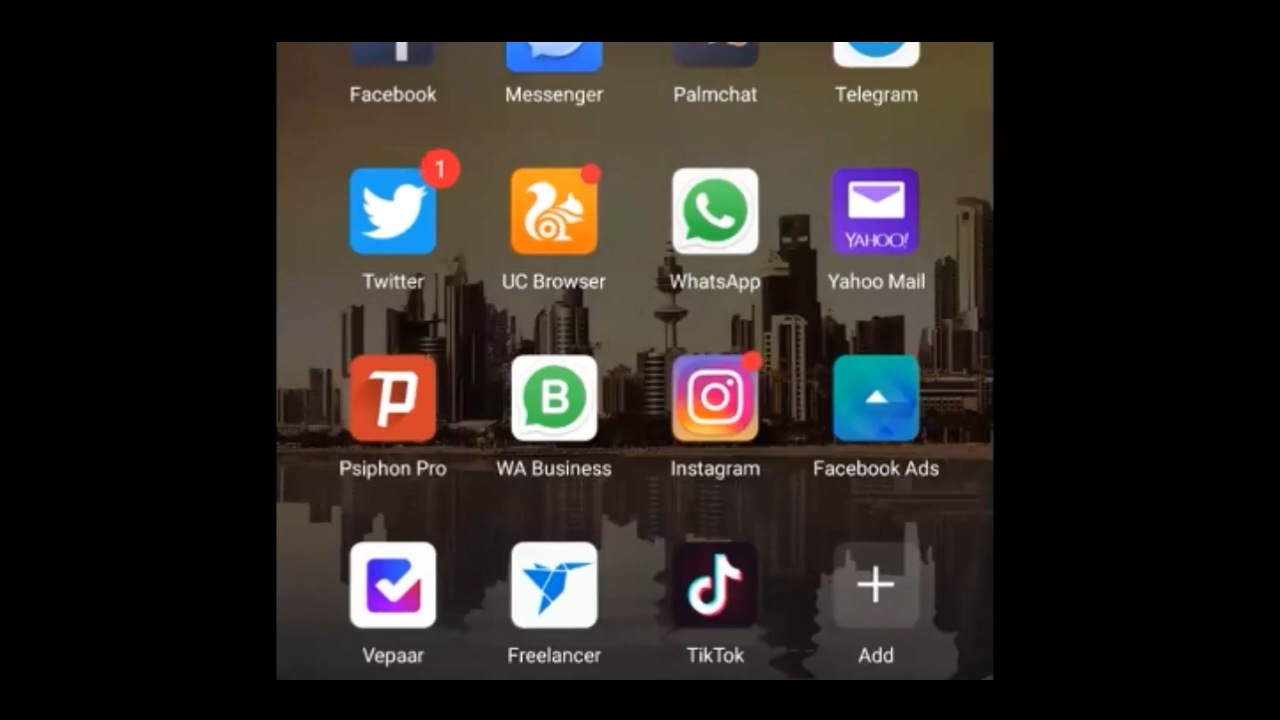 Facebook Messenger Palmchat Telegram
1
YAHOO!
Twitter UC Browser WhatsApp Yahoo Mail
B
Psiphon Pro WA Business Instagram Facebook Ads
Vepaar Freelancer TikTok Add